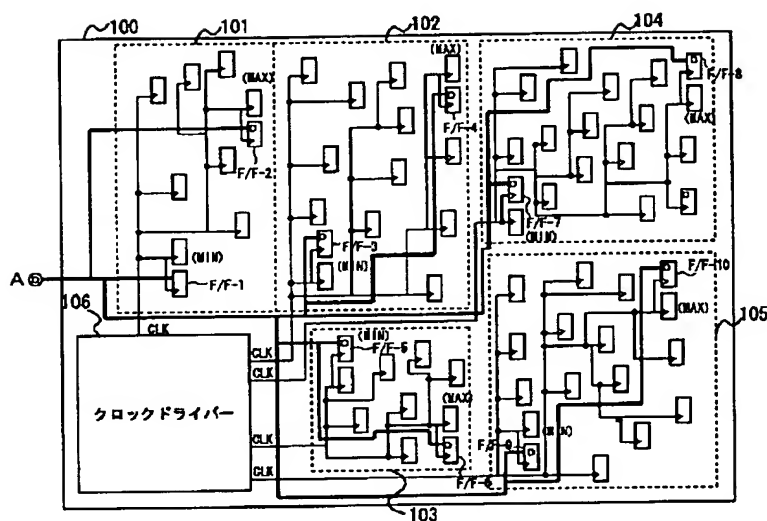 100
101
102
104
(MAX)
F/F-2
(MIN)
F/F-1
(MAX)
F/F-4
F/F-3
(MIN)
F/F-8
(MAX)
F/F-7
(MIN)
A
106
CLK
CLK
CLK
CLK
CLK
クロックドライバー
(MIN)
F/F-5
(MAX)
F/F-6
103
F/F-10
(MAX)
105
(MIN)
F/F-9